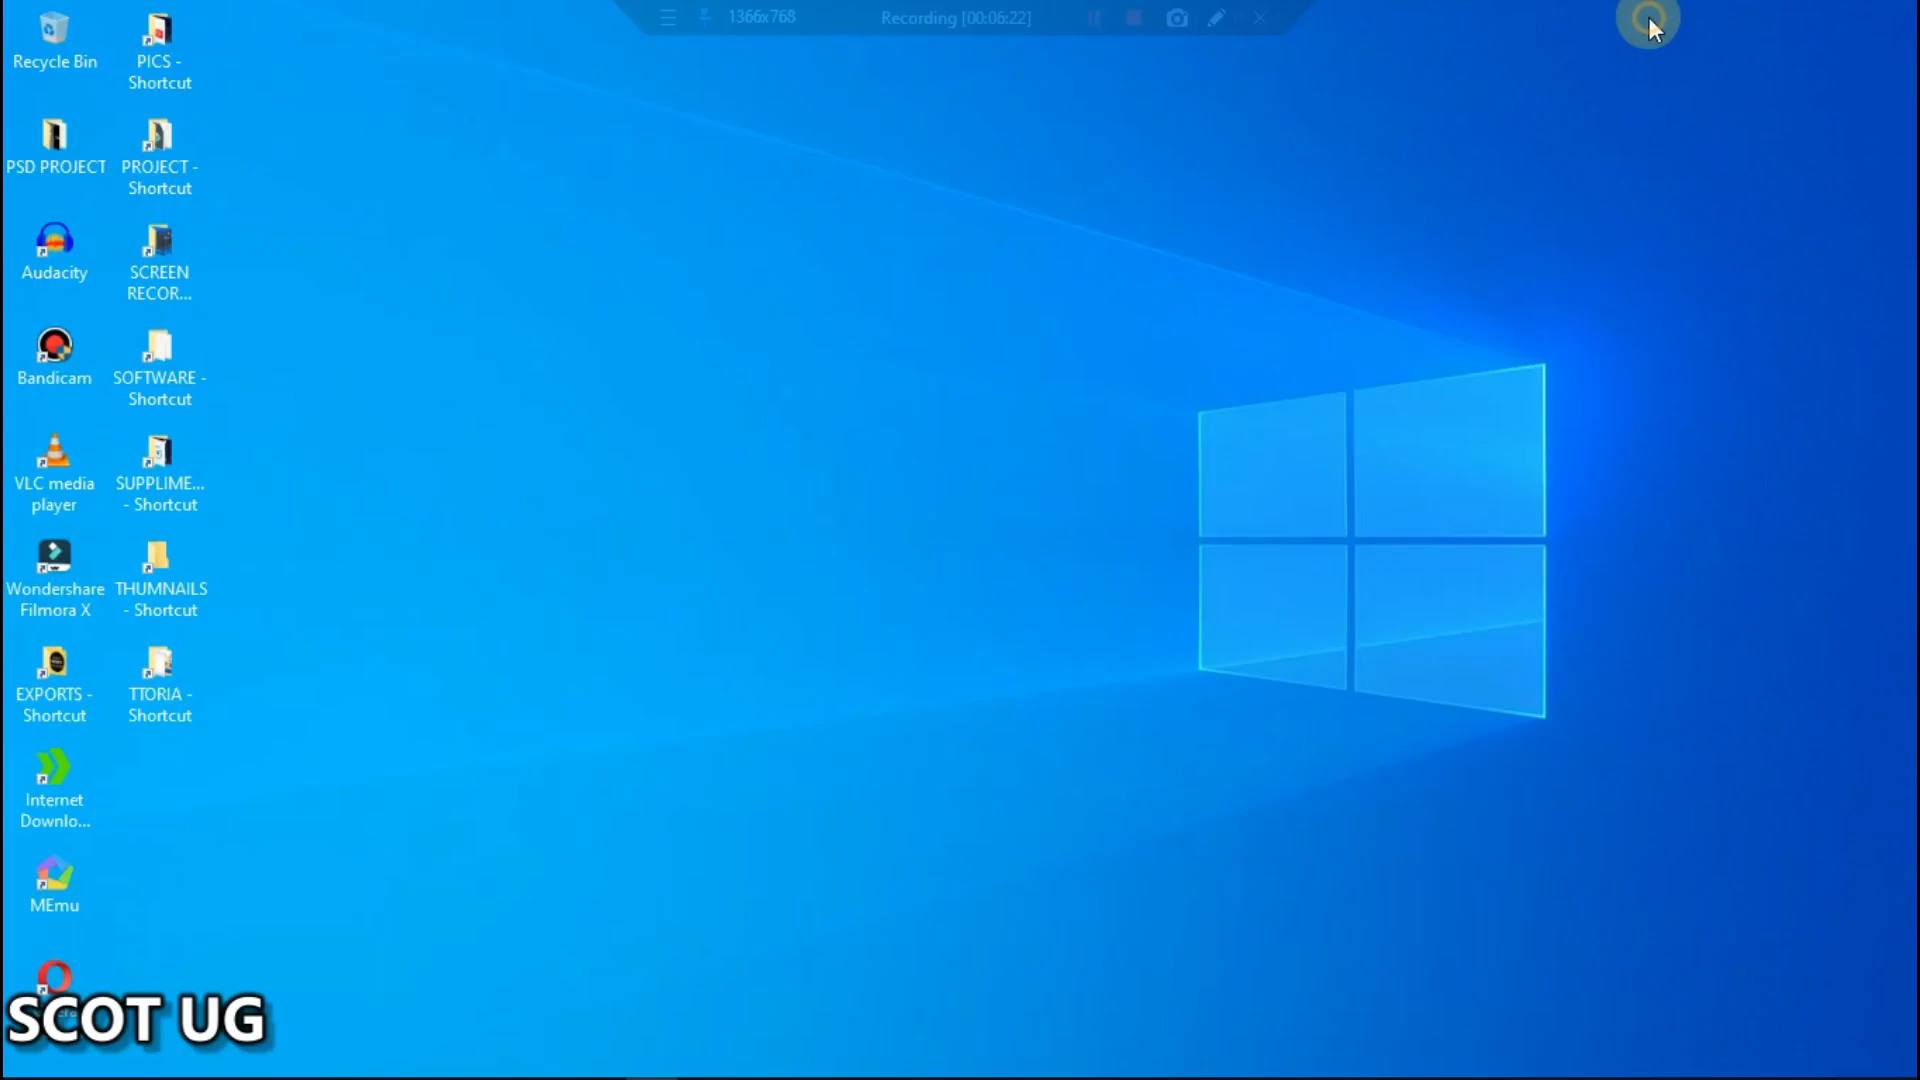 1366x768
Recording [00:06:22]
Recycle Bin
PICS -
Shortcut
PSD PROJECT
PROJECT -
Shortcut
Audacity
SCREEN
RECOR...
Bandicam
SOFTWARE -
Shortcut
VLC media
player
SUPPLIME...
- Shortcut
Wondershare
Filmora X
THUMNAILS
- Shortcut
EXPORTS -
Shortcut
TTORIA -
Shortcut
Internet
Downlo...
MEmu
SCOT UG